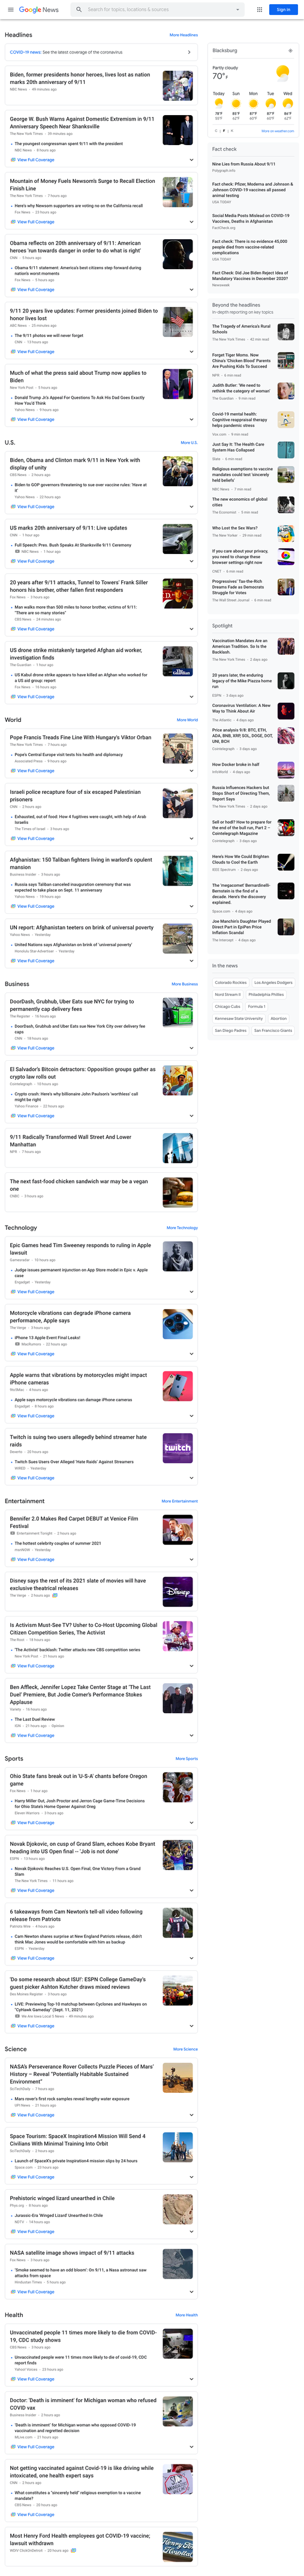 Google News
Search for topics, locations & sources
Sign in
Headlines
More Headlines
COVID-19 news: See the latest coverage of the coronavirus
Biden, former presidents honor heroes, lives lost as nation
marks 20th anniversary of 9/11
NBC News · 46 minutes ago
George W. Bush Warns Against Domestic Extremism in 9/11
Anniversary Speech Near Shanksville
The New York Times · 39 minutes ago
The youngest congresswoman spent 9/11 with the president
NBC News · 4 hours ago
View Full Coverage
Mission of Money Fuels Newsom's Surge to Recall Election
Finish Line
The New York Times · 7 hours ago
Here's why Newsom supporters are voting no on the California recall
Fox News · 23 hours ago
View Full Coverage
Obama reflects on 20th anniversary of 9/11: American
heroes 'run towards danger in order to do what is right'
CNN · 5 hours ago
Obama 9/11 statement: America's best citizens step forward during
nation's worst moments
Fox News · 5 hours ago
View Full Coverage
9/11 20 years live updates: Former presidents joined Biden to
honor lives lost
ABC News · 23 minutes ago
The 9/11 photos we will never forget
CNN · 13 hours ago
View Full Coverage
Much of what the press said about Trump now applies to
Biden
New York Post · 5 hours ago
Donald Trump Jr.'s Appeal For Questions To Ask His Dad Goes Exactly
How You'd Think
Yahoo News · 9 hours ago
View Full Coverage
U.S.
More U.S.
Biden, Obama and Clinton mark 9/11 in New York with
display of unity
CBS News · 2 hours ago
Biden to GOP governors threatening to sue over vaccine rules: 'Have at
it'
Yahoo News · 22 hours ago
View Full Coverage
US marks 20th anniversary of 9/11: Live updates
CNN · 1 hour ago
Full Speech: Pres. Bush Speaks At Shanksville 9/11 Ceremony
NBC News · 1 hour ago
View Full Coverage
20 years after 9/11 attacks, Tunnel to Towers' Frank Siller
honors his brother, other fallen first responders
Fox News · 3 hours ago
Man walks more than 500 miles to honor brother, victims of 9/11:
"There are so many stories"
CBS News · 24 minutes ago
View Full Coverage
US drone strike mistakenly targeted Afghan aid worker,
investigation finds
The Guardian · 1 hour ago
US Kabul drone strike appears to have killed an Afghan who worked for
a US aid group: report
Fox News · 19 hours ago
View Full Coverage
World
More World
Pope Francis Treads Fine Line With Hungary's Viktor Orban
The New York Times · 7 hours ago
Pope's Central Europe visit tests his health and diplomacy
Associated Press · 9 hours ago
View Full Coverage
Israeli police recapture four of six escaped Palestinian
prisoners
CNN · 2 hours ago
Exhausted, out of food: How 4 fugitives were caught, with help of Arab
Israelis
The Times of Israel · 3 hours ago
View Full Coverage
Afghanistan: 150 Taliban fighters living in warlord's opulent
mansion
Business Insider · 3 hours ago
Russia says Taliban cancelled inauguration ceremony that was
expected to take place on Sept. 11 anniversary
Yahoo News · 19 hours ago
View Full Coverage
UN report: Afghanistan teeters on brink of universal poverty
Yahoo News · Yesterday
United Nations says Afghanistan on brink of 'universal poverty'
Honolulu Star-Advertiser · Yesterday
View Full Coverage
Business
More Business
DoorDash, Grubhub, Uber Eats sue NYC for trying to
permanently cap delivery fees
The Register · 16 hours ago
DoorDash, Grubhub and Uber Eats sue New York City over delivery fee
caps
CNN · 19 hours ago
View Full Coverage
El Salvador's Bitcoin detractors: Opposition groups gather as
crypto law rolls out
Cointelegraph · 19 hours ago
Crypto crash: Here's why billionaire John Paulson's 'worthless' call
might be right
Yahoo Finance · 22 hours ago
View Full Coverage
9/11 Radically Transformed Wall Street And Lower
Manhattan
NPR · 7 hours ago
The next fast-food chicken sandwich war may be a vegan
one
CNBC · 3 hours ago
Technology
More Technology
Epic Games head Tim Sweeney responds to ruling in Apple
lawsuit
Gamesradar · 10 hours ago
Judge issues permanent injunction on App Store model in Epic v. Apple
case
Engadget · Yesterday
View Full Coverage
Motorcycle vibrations can degrade iPhone camera
performance, Apple says
The Verge · 3 hours ago
iPhone 13 Apple Event Final Leaks!
MacRumors · 22 hours ago
View Full Coverage
Apple warns that vibrations by motorcycles might impact
iPhone cameras
9to5Mac · 8 hours ago
Apple says motorcycle vibrations can damage iPhone cameras
Engadget · 8 hours ago
View Full Coverage
Twitch is suing two users allegedly behind streamer hate
raids
Dexerto · 20 hours ago
Twitch Sues Users Over Alleged 'Hate Raids' Against Streamers
WIRED · Yesterday
View Full Coverage
Entertainment
More Entertainment
Bennifer 2.0 Makes Red Carpet DEBUT at Venice Film
Festival
Entertainment Tonight · 2 hours ago
The hottest celebrity couples of summer 2021
msnNOW · Yesterday
View Full Coverage
Disney says the rest of its 2021 slate of movies will have
exclusive theatrical releases
The Verge · 2 hours ago
Is Activism Must-See TV? Usher to Co-Host Upcoming Global
Citizen Competition Series, The Activist
The Root · 18 hours ago
'The Activist' backlash: Twitter attacks new CBS competition series
New York Post · 21 hours ago
View Full Coverage
Ben Affleck, Jennifer Lopez Take Center Stage at 'The Last
Duel' Premiere, But Jodie Comer's Performance Stokes
Applause
Variety · 16 hours ago
The Last Duel Review
IGN · 21 hours ago · Opinion
View Full Coverage
Sports
More Sports
Ohio State fans break out in 'U-S-A' chants before Oregon
game
Fox News · 1 hour ago
Harry Miller Out, Josh Proctor and Jerron Cage Game-Time Decisions
for Ohio State's Home Opener Against Oreg
Eleven Warriors · 3 hours ago
View Full Coverage
Novak Djokovic, on cusp of Grand Slam, echoes Kobe Bryant
heading into US Open final -- 'Job is not done'
ESPN · 13 hours ago
Novak Djokovic Reaches U.S. Open Final, One Victory From a Grand
Slam
The New York Times · 11 hours ago
View Full Coverage
6 takeaways from Cam Newton's tell-all video following
release from Patriots
Patriots Wire · 4 hours ago
Cam Newton shares surprise at New England Patriots release, didn't
think Mac Jones would be comfortable with him as backup
ESPN · Yesterday
View Full Coverage
'Do some research about ISU!': ESPN College GameDay's
guest picker Ashton Kutcher draws mixed reviews
Des Moines Register · 3 hours ago
LIVE: Previewing Top-10 matchup between Cyclones and Hawkeyes on
"CyHawk Gameday" (Sept. 11, 2021)
We Are Iowa Local 5 News · 49 minutes ago
View Full Coverage
Science
More Science
NASA's Perseverance Rover Collects Puzzle Pieces of Mars'
History – Reveal "Potentially Habitable Sustained
Environment"
SciTechDaily · 7 hours ago
Mars rover's first rock samples reveal lengthy water exposure
UPI News · 21 hours ago
View Full Coverage
Space Tourism: SpaceX Inspiration4 Mission Will Send 4
Civilians With Minimal Training Into Orbit
SciTechDaily · 2 hours ago
Launch of SpaceX's private Inspiration4 mission slips by 24 hours
Space.com · 23 hours ago
View Full Coverage
Prehistoric winged lizard unearthed in Chile
Phys.org · 6 hours ago
Jurassic-Era 'Winged Lizard' Unearthed In Chile
NDTV · 14 hours ago
View Full Coverage
NASA satellite image shows impact of 9/11 attacks
Fox News · 3 hours ago
'Smoke seemed to have an odd bloom': On 9/11, a Nasa astronaut saw
attacks from space
Hindustan Times · 3 hours ago
View Full Coverage
Health
More Health
Unvaccinated people 11 times more likely to die from COVID-
19, CDC study shows
CBS News · 3 hours ago
Unvaccinated people were 11 times more likely to die of covid-19, CDC
report finds
Yahoo! Voices · 23 hours ago
View Full Coverage
Doctor: 'Death is imminent' for Michigan woman who refused
COVID vax
Business Insider · 2 hours ago
'Death is imminent' for Michigan woman who opposed COVID-19
vaccination and recognized her decision
MLive.com · 21 hours ago
View Full Coverage
Not getting vaccinated against Covid-19 is like driving while
intoxicated, one health expert says
CNN · 2 hours ago
What constitutes a "sincerely held" religious exemption to a vaccine
mandate?
CBS News · 20 hours ago
View Full Coverage
Most Henry Ford Health employees got COVID-19 vaccine;
lawsuit withdrawn
WDIV ClickOnDetroit · 20 hours ago
Blacksburg
Partly cloudy
70°F
Today Sun Mon Tue Wed
More on weather.com
Fact check
Nine Lies from Russia About 9/11
Polygraph.info
Fact check: Pfizer, Moderna and Johnson &
Johnson COVID-19 vaccines all passed
animal testing
USA TODAY
Social Media Posts Mislead on COVID-19
Vaccines, Deaths in Afghanistan
FactCheck.org
Fact check: There is no evidence 45,000
people died from vaccine-related
complications
USA TODAY
Fact Check: Did Joe Biden Reject Idea of
Mandatory Vaccines in December 2020?
Newsweek
Beyond the headlines
In-depth reporting on key topics
The Tragedy of America's Rural
Schools
The New York Times · 42 min read
Forget Tiger Moms. Now
China's 'Chicken Blood' Parents
Are Pushing Kids To Succeed
NPR · 6 min read
Judith Butler: 'We need to
rethink the category of woman'
The Guardian · 9 min read
Covid-19 mental health:
Cognitive reappraisal therapy
helps pandemic stress
Vox.com · 9 min read
Just Say It: The Health Care
System Has Collapsed
Slate · 6 min read
Religious exemptions to vaccine
mandates could test 'sincerely
held beliefs'
NBC News · 7 min read
The new economics of global
cities
The Economist · 5 min read
Who Lost the Sex Wars?
The New Yorker · 28 min read
If you care about your privacy,
you need to change these
browser settings right now
CNET · 6 min read
Progressives' Tax-the-Rich
Dreams Fade as Democrats
Struggle for Votes
The Wall Street Journal · 6 min read
Spotlight
Vaccination Mandates Are an
American Tradition. So Is the
Backlash.
The New York Times · 2 days ago
20 years later, the enduring
legacy of the Mike Piazza home
run
ESPN · 3 days ago
Coronavirus Ventilation: A New
Way to Think About Air
The Atlantic · 4 days ago
Price analysis 9/8: BTC, ETH,
ADA, BNB, XRP, SOL, DOGE, DOT,
UNI, BCH
Cointelegraph · 3 days ago
How Docker broke in half
InfoWorld · 4 days ago
Russia Influences Hackers but
Stops Short of Directing Them,
Report Says
The New York Times · 2 days ago
Sell or hodl? How to prepare for
the end of the bull run, Part 2 –
Cointelegraph Magazine
Cointelegraph · 3 days ago
Here's How We Could Brighten
Clouds to Cool the Earth
IEEE Spectrum · 3 days ago
The 'megacomet' Bernardinelli-
Bernstein is the find of a
decade. Here's the discovery
explained.
Space.com · 4 days ago
Joe Manchin's Daughter Played
Direct Part in EpiPen Price
Inflation Scandal
The Intercept · 4 days ago
In the news
Colorado Rockies
Los Angeles Dodgers
Norm Dream II
Philadelphia Phillies
Chicago Cubs
Formula 1
Kennesaw State University
Abortion
San Diego Padres
San Francisco Giants